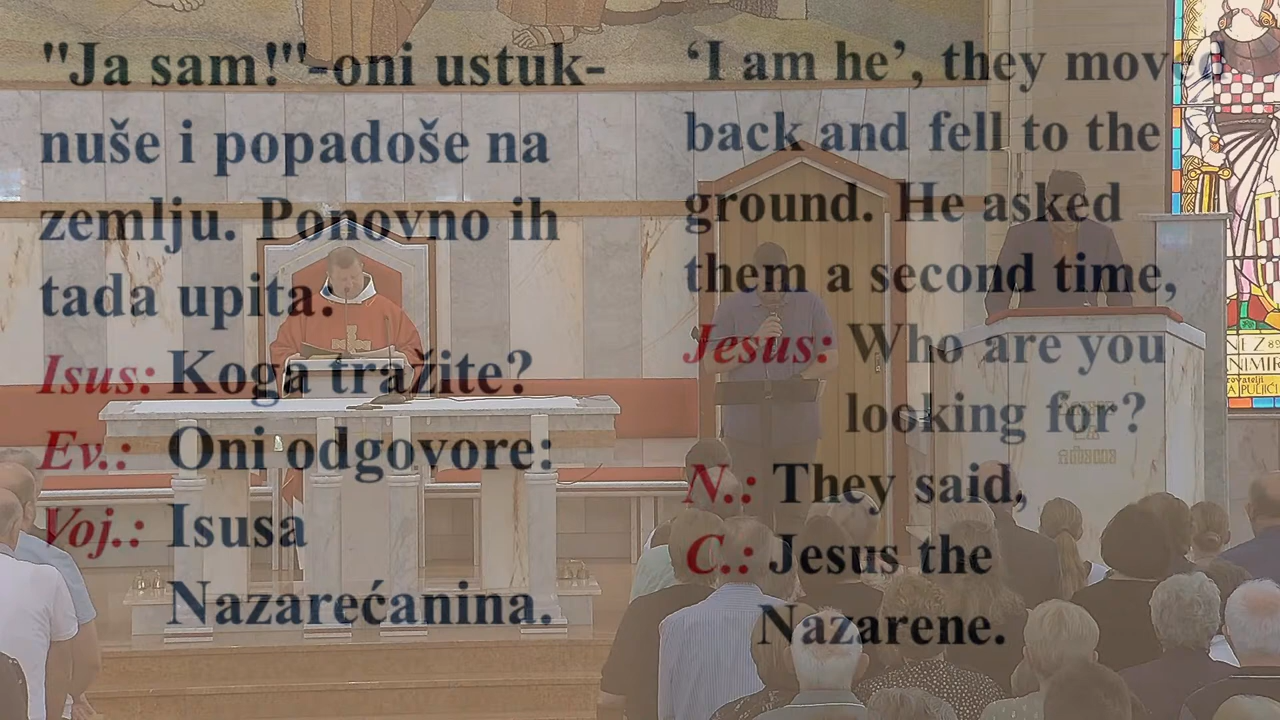 "Ja sam!"-oni ustuk-
nuše i popadoše na
zemlju. Ponovno ih
tada upita:
Isus: Koga tražite?
Ev.: Oni odgovore:
Voj.: Isusa
Nazarećanina.
‘I am he’, they moved
back and fell to the
ground. He asked
them a second time,
Jesus: Who are you
looking for?
N.: They said,
C.: Jesus the
Nazarene.